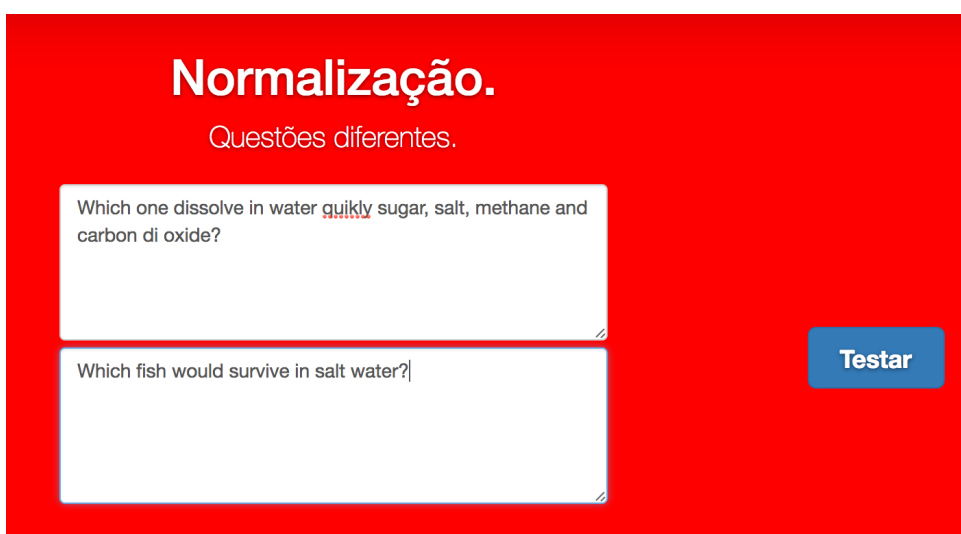 Normalização.
Questões diferentes.
Which one dissolve in water quikly sugar, salt, methane and
carbon di oxide?
Which fish would survive in salt water?
Testar